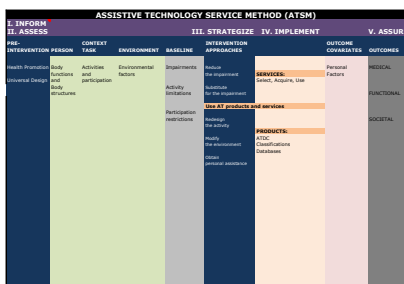 ASSISTIVE TECHNOLOGY SERVICE METHOD (ATSM)
I. INFORM
II. ASSESS III. STRATEGIZE IV. IMPLEMENT V. ASSUR
PRE-
INTERVENTION
PERSON
CONTEXT
TASK
ENVIRONMENT
BASELINE
INTERVENTION
APPROACHES
OUTCOME
COVARIATES
OUTCOMES
Health Promotion
Universal Design
Body
functions
and
Body
structures
Activities
and
participation
Environmental
factors
Impairments
Activity
limitations
Participation
restrictions
Reduce
the impairment
Substitute
for the impairment
Use AT products and services
Redesign
the activity
Modify
the environment
Obtain
personal assistance
SERVICES:
Select, Acquire, Use
PRODUCTS:
ATDC
Classifications
Databases
Personal
Factors
MEDICAL
FUNCTIONAL
SOCIETAL